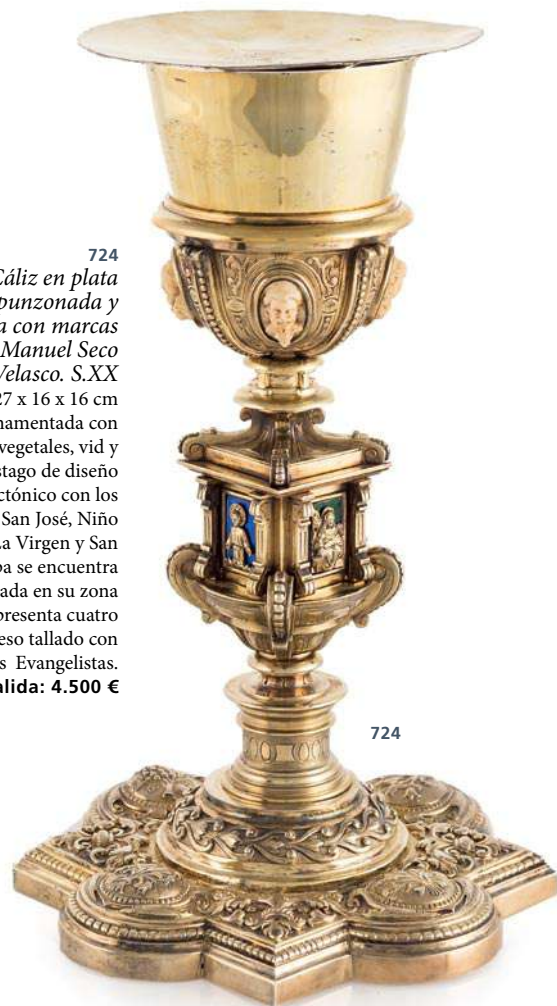 724
Cáliz en plata
punzonada y
a con marcas
Manuel Seco
Velasco. S.XX
27 x 16 x 16 cm
namentada con
vegetales, vid y
stago de diseño
ctónico con los
San José, Niño
La Virgen y San
pa se encuentra
ada en su zona
presenta cuatro
eso tallado con
s Evangelistas.
alida: 4.500 €
724